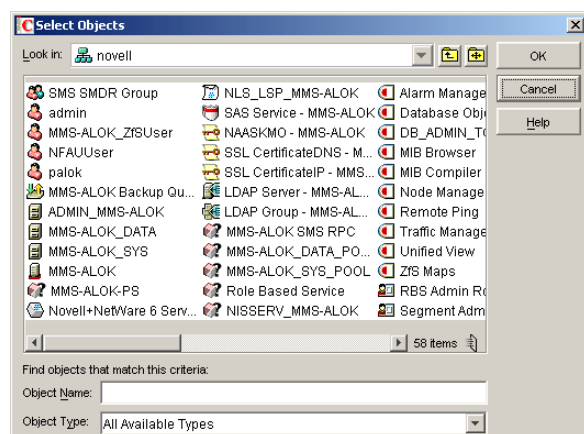 Select Objects
Look in: novell
OK
Cancel
Help
SMS SMDR Group
admin
MMS-ALOK_ZfSUser
NFAUUser
palok
MMS-ALOK Backup Qu...
ADMIN_MMS-ALOK
MMS-ALOK_DATA
MMS-ALOK_SYS
MMS-ALOK
MMS-ALOK-PS
Novell+NetWare 6 Serv...
NLS_LSP_MMS-ALOK
SAS Service - MMS-ALOK
NAASKMO - MMS-ALOK
SSL CertificateDNS - M...
SSL CertificateIP - MMS...
LDAP Server - MMS-AL...
LDAP Group - MMS-AL...
MMS-ALOK SMS RPC
MMS-ALOK_DATA_PO...
MMS-ALOK_SYS_POOL
Role Based Service
NISSERV_MMS-ALOK
Alarm Manage
Database Obj
DB_ADMIN_TO
MIB Browser
MIB Compiler
Node Manage
Remote Ping
Traffic Manage
Unified View
ZfS Maps
RBS Admin Ro
Segment Adm
58 items
Find objects that match this criteria:
Object Name:
Object Type: All Available Types